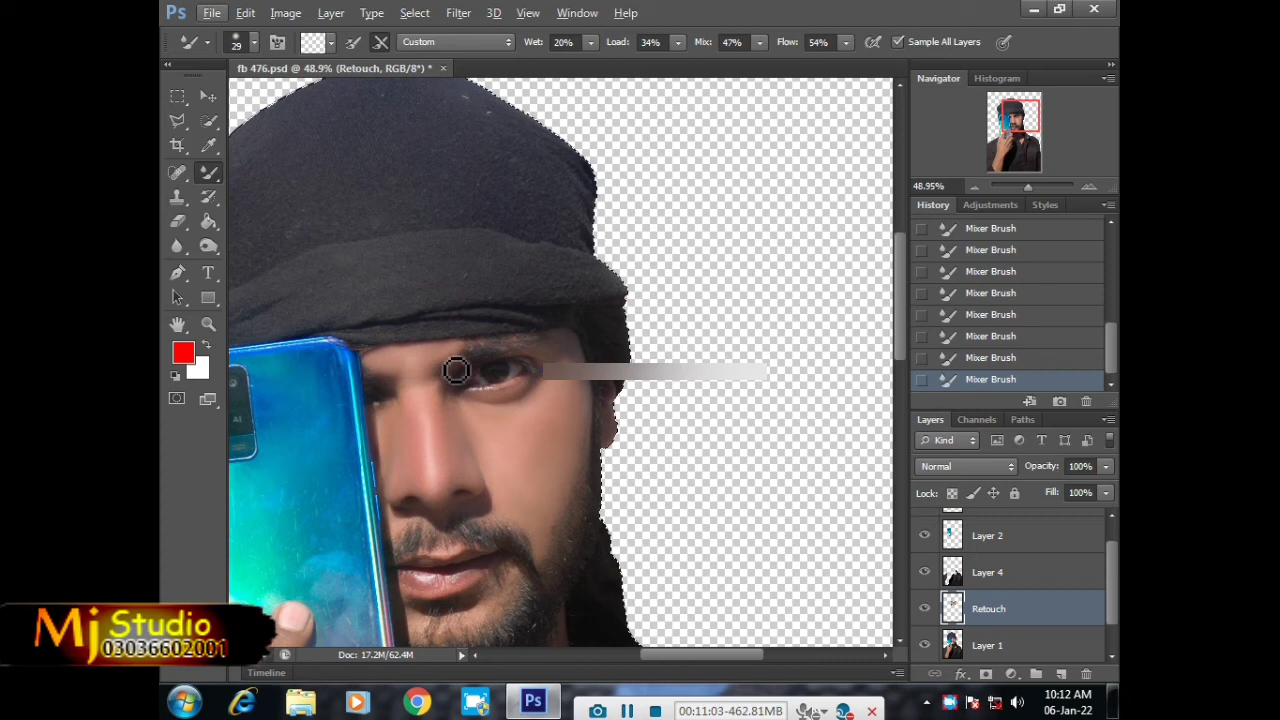 Ps File Edit Image Layer Type Select Filter 3D View Window Help
29 Custom Wet: 20% Load: 34% Mix: 47% Flow: 54% Sample All Layers
fb 476.psd @ 48.9% (Retouch, RGB/8*) * ×
Navigator Histogram
48.95%
History Adjustments Styles
Mixer Brush
Mixer Brush
Mixer Brush
Mixer Brush
Mixer Brush
Mixer Brush
Mixer Brush
Mixer Brush
Layers Channels Paths
Kind
Normal Opacity: 100%
Lock: Fill: 100%
Layer 2
Layer 4
Retouch
Layer 1
AI
Mj Studio
03036602001
Doc: 17.2M/62.4M
Timeline
Ps
00:11:03-462.81MB
10:12 AM
06-Jan-22